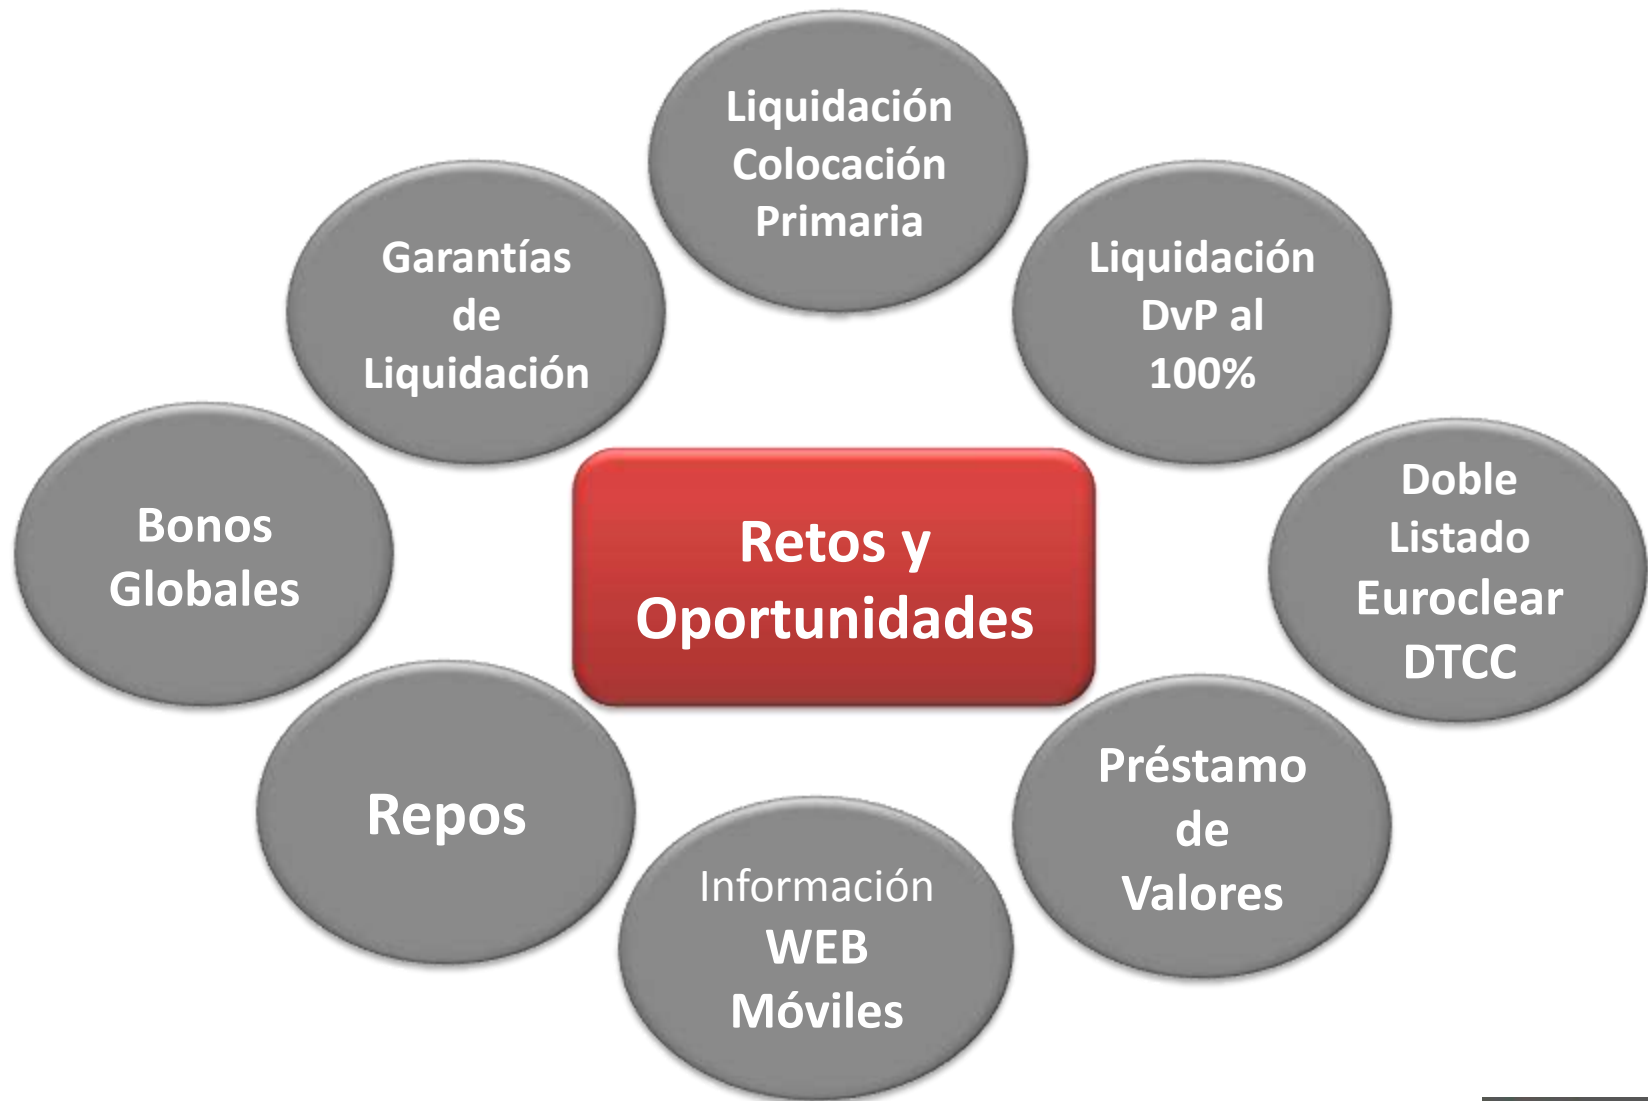 Liquidación
Colocación
Primaria
Garantías
de
Liquidación
Liquidación
DvP al
100%
Bonos
Globales
Retos y
Oportunidades
Doble
Listado
Euroclear
DTCC
Repos
Préstamo
de
Valores
Información
WEB
Móviles